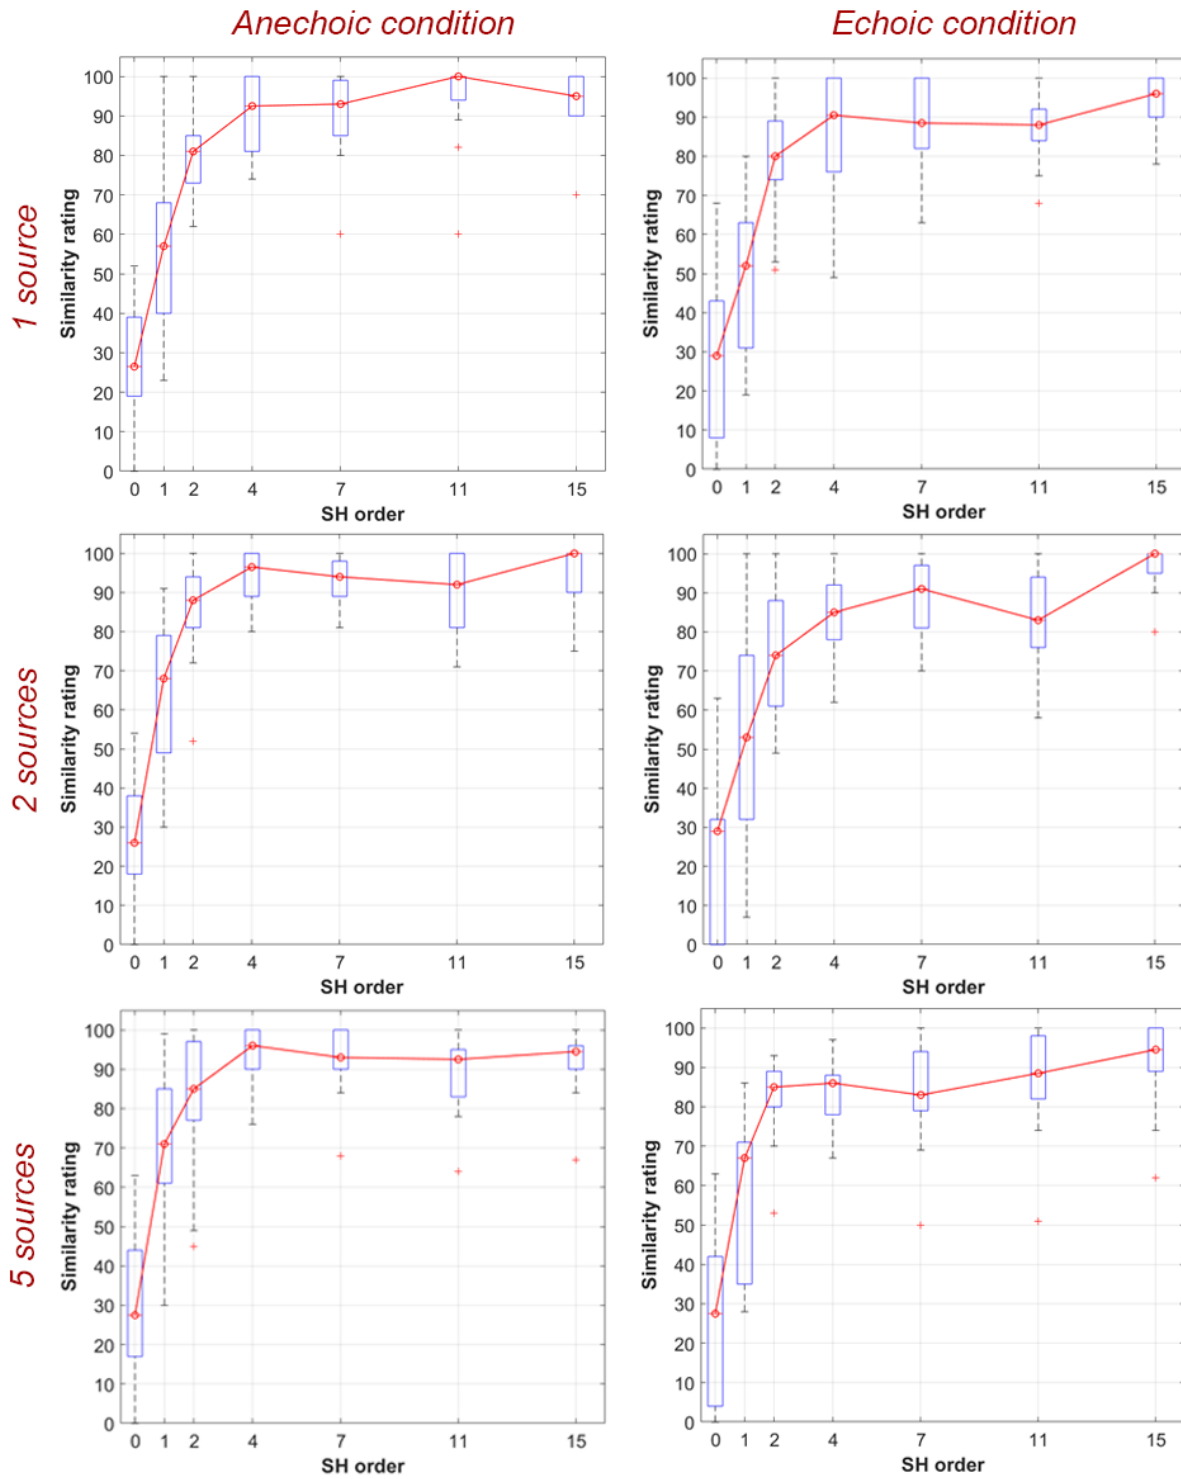 Anechoic condition
Echoic condition
1 source
Similarity rating
100
90
80
70
60
50
40
30
20
10
0
0 1 2 4 7 11 15
SH order
Similarity rating
100
90
80
70
60
50
40
30
20
10
0
0 1 2 4 7 11 15
SH order
2 sources
Similarity rating
100
90
80
70
60
50
40
30
20
10
0
0 1 2 4 7 11 15
SH order
Similarity rating
100
90
80
70
60
50
40
30
20
10
0
0 1 2 4 7 11 15
SH order
5 sources
Similarity rating
100
90
80
70
60
50
40
30
20
10
0
0 1 2 4 7 11 15
SH order
Similarity rating
100
90
80
70
60
50
40
30
20
10
0
0 1 2 4 7 11 15
SH order